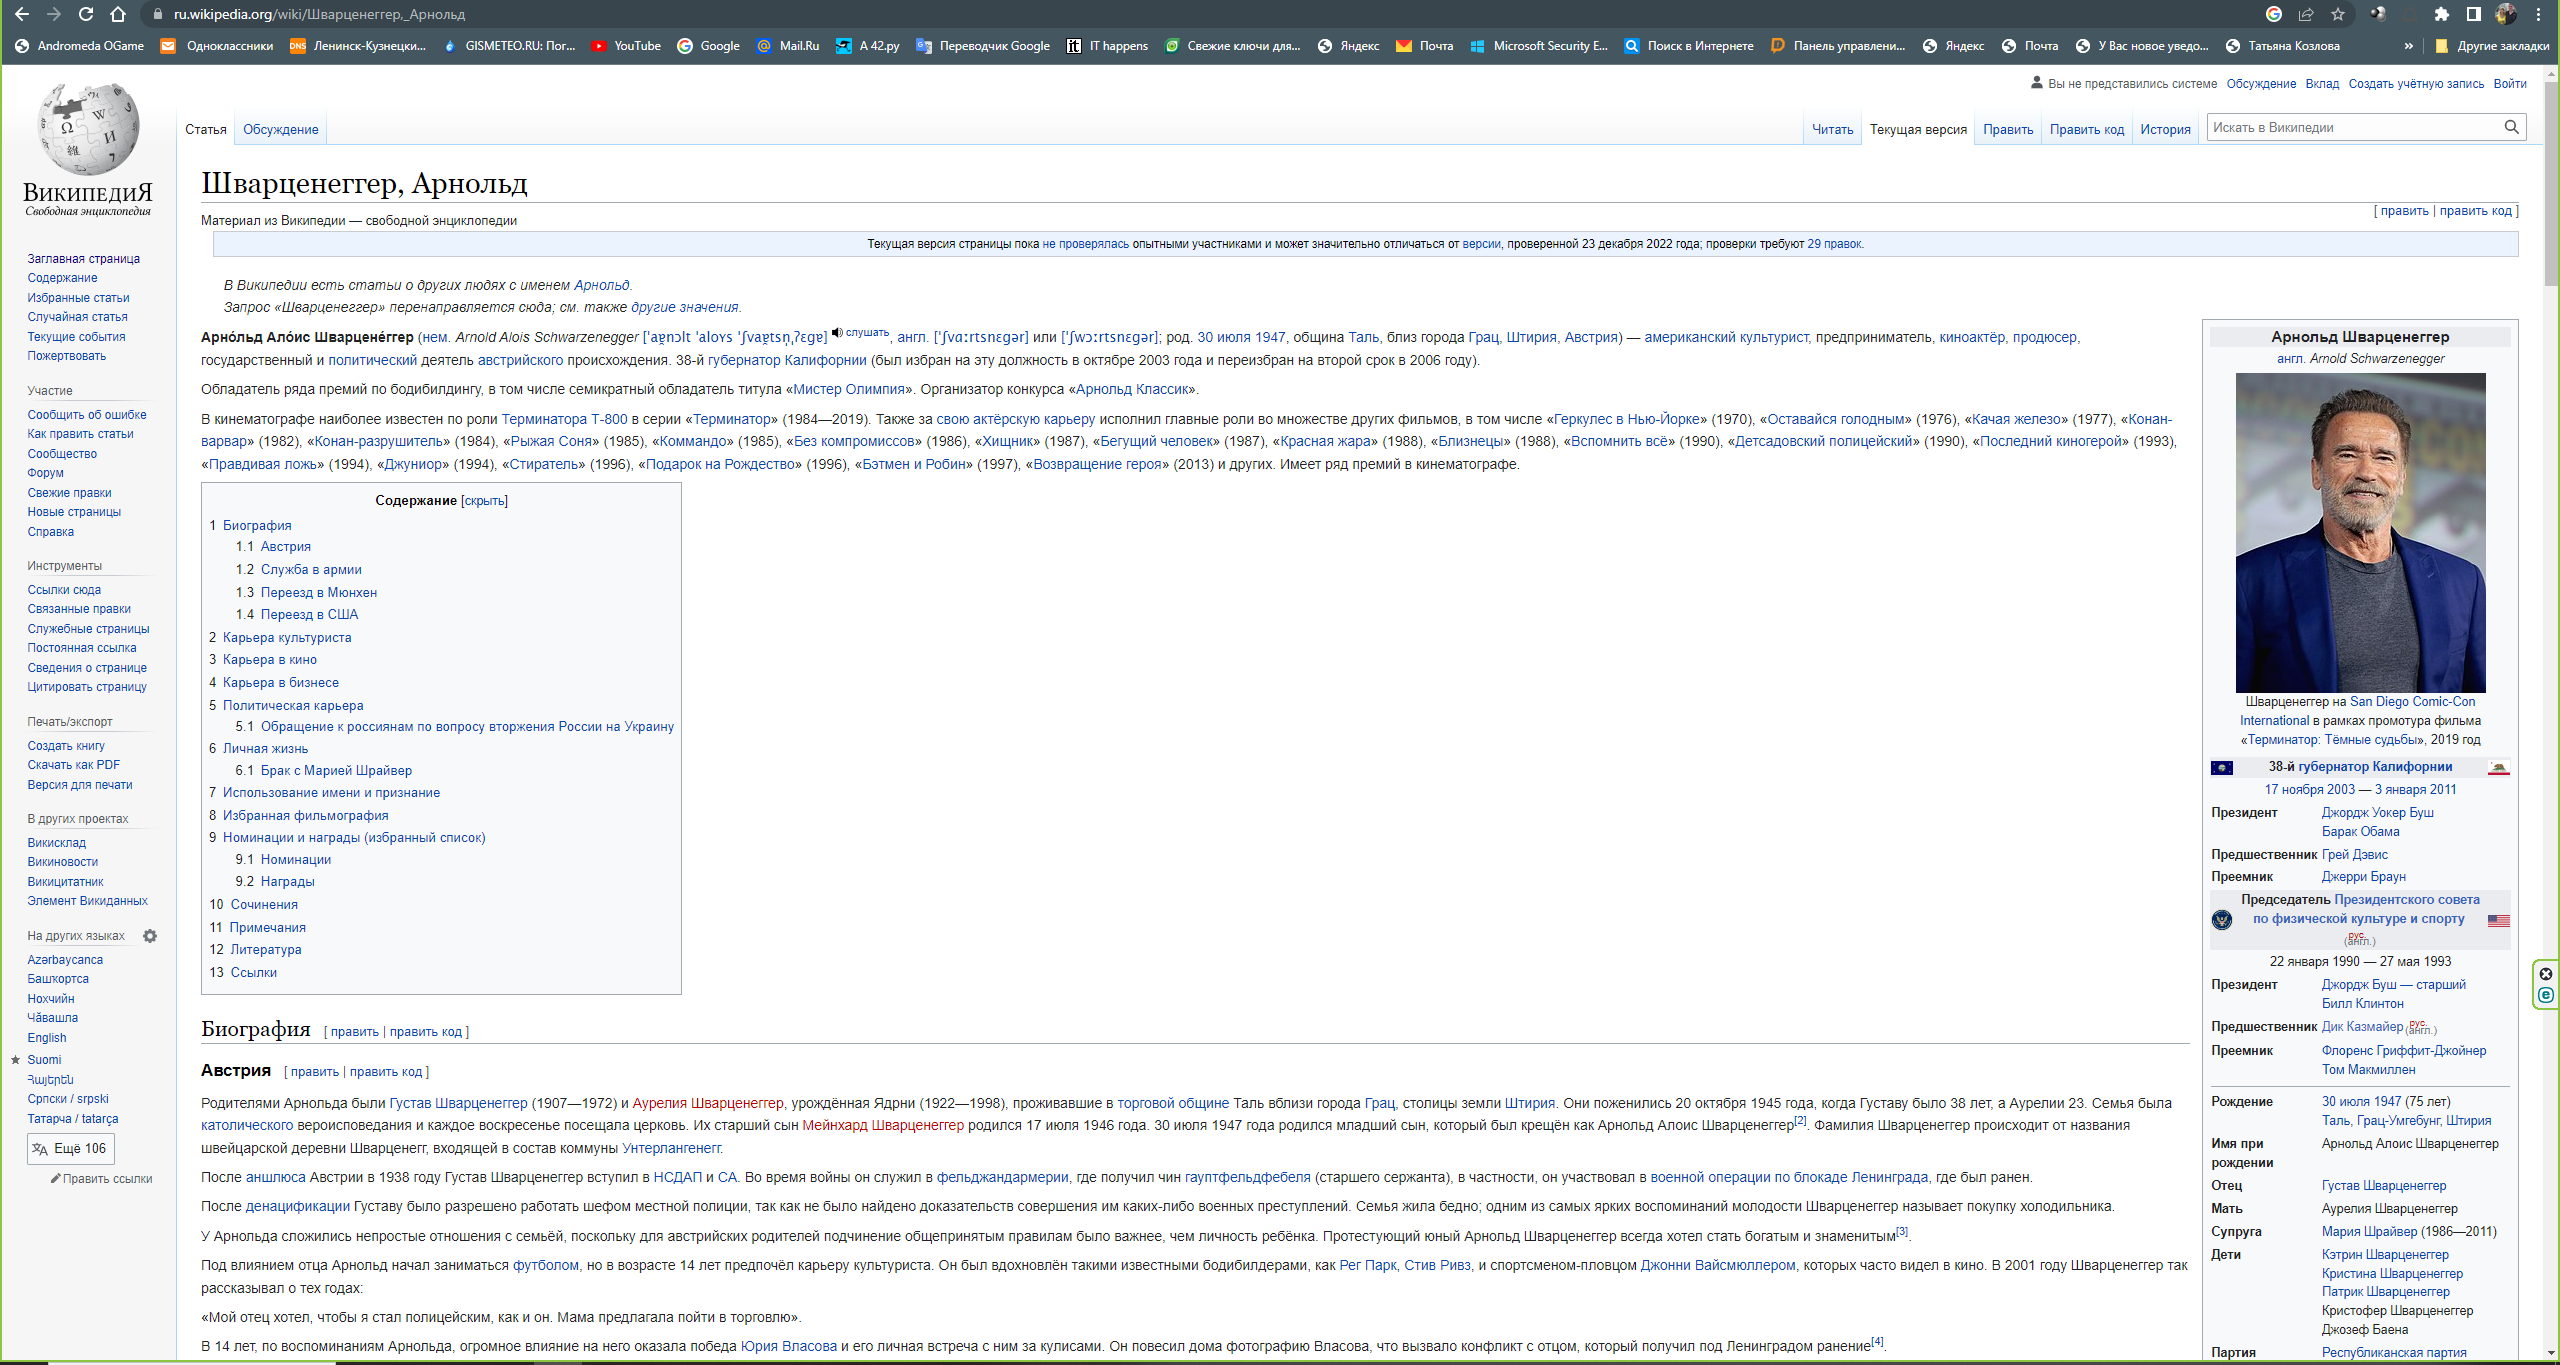 ru.wikipedia.org/wiki/Шварценеггер,_Арнольд
Andromeda OGame
Одноклассники
Ленинск-Кузнецки...
GISMETEO.RU: Пог...
YouTube
Google
Mail.Ru
А 42.ру
Переводчик Google
IT happens
Свежие ключи для...
Яндекс
Почта
Microsoft Security E...
Поиск в Интернете
Панель управлени...
Яндекс
Почта
У Вас новое уведо...
Татьяна Козлова
»
Другие закладки
Вы не представились системе Обсуждение Вклад Создать учётную запись Войти
Статья Обсуждение
Читать Текущая версия Править Править код История
Искать в Википедии
ВИКИПЕДИЯ
Свободная энциклопедия
Заглавная страница
Содержание
Избранные статьи
Случайная статья
Текущие события
Пожертвовать
Участие
Сообщить об ошибке
Как править статьи
Сообщество
Форум
Свежие правки
Новые страницы
Справка
Инструменты
Ссылки сюда
Связанные правки
Служебные страницы
Постоянная ссылка
Сведения о странице
Цитировать страницу
Печать/экспорт
Создать книгу
Скачать как PDF
Версия для печати
В других проектах
Викисклад
Викиновости
Викицитатник
Элемент Викиданных
На других языках
Azərbaycanca
Башҡортса
Нохчийн
Чӑвашла
English
Suomi
Հայերեն
Српски / srpski
Татарча / tatarça
Ещё 106
Править ссылки
Шварценеггер, Арнольд
[ править | править код ]
Материал из Википедии — свободной энциклопедии
Текущая версия страницы пока не проверялась опытными участниками и может значительно отличаться от версии, проверенной 23 декабря 2022 года; проверки требуют 29 правок.
В Википедии есть статьи о других людях с именем Арнольд.
Запрос «Шварценеггер» перенаправляется сюда; см. также другие значения.
Арно́льд Ало́ис Шварцене́ггер (нем. Arnold Alois Schwarzenegger [ˈaʁnɔlt ˈalɔʏs ˈʃvaɐtsn̩ˌʔɛɡɐ] слушать, англ. [ˈʃvɑːrtsnɛɡər] или [ˈʃwɔːrtsnɛɡər]; род. 30 июля 1947, община Таль, близ города Грац, Штирия, Австрия) — американский культурист, предприниматель, киноактёр, продюсер,
государственный и политический деятель австрийского происхождения. 38-й губернатор Калифорнии (был избран на эту должность в октябре 2003 года и переизбран на второй срок в 2006 году).
Обладатель ряда премий по бодибилдингу, в том числе семикратный обладатель титула «Мистер Олимпия». Организатор конкурса «Арнольд Классик».
В кинематографе наиболее известен по роли Терминатора T-800 в серии «Терминатор» (1984—2019). Также за свою актёрскую карьеру исполнил главные роли во множестве других фильмов, в том числе «Геркулес в Нью-Йорке» (1970), «Оставайся голодным» (1976), «Качая железо» (1977), «Конан-
варвар» (1982), «Конан-разрушитель» (1984), «Рыжая Соня» (1985), «Коммандо» (1985), «Без компромиссов» (1986), «Хищник» (1987), «Бегущий человек» (1987), «Красная жара» (1988), «Близнецы» (1988), «Вспомнить всё» (1990), «Детсадовский полицейский» (1990), «Последний киногерой» (1993),
«Правдивая ложь» (1994), «Джуниор» (1994), «Стиратель» (1996), «Подарок на Рождество» (1996), «Бэтмен и Робин» (1997), «Возвращение героя» (2013) и других. Имеет ряд премий в кинематографе.
Содержание [скрыть]
1 Биография
1.1 Австрия
1.2 Служба в армии
1.3 Переезд в Мюнхен
1.4 Переезд в США
2 Карьера культуриста
3 Карьера в кино
4 Карьера в бизнесе
5 Политическая карьера
5.1 Обращение к россиянам по вопросу вторжения России на Украину
6 Личная жизнь
6.1 Брак с Марией Шрайвер
7 Использование имени и признание
8 Избранная фильмография
9 Номинации и награды (избранный список)
9.1 Номинации
9.2 Награды
10 Сочинения
11 Примечания
12 Литература
13 Ссылки
Биография [ править | править код ]
Австрия [ править | править код ]
Родителями Арнольда были Густав Шварценеггер (1907—1972) и Аурелия Шварценеггер, урождённая Ядрни (1922—1998), проживавшие в торговой общине Таль вблизи города Грац, столицы земли Штирия. Они поженились 20 октября 1945 года, когда Густаву было 38 лет, а Аурелии 23. Семья была
католического вероисповедания и каждое воскресенье посещала церковь. Их старший сын Мейнхард Шварценеггер родился 17 июля 1946 года. 30 июля 1947 года родился младший сын, который был крещён как Арнольд Алоис Шварценеггер[2]. Фамилия Шварценеггер происходит от названия
швейцарской деревни Шварценегг, входящей в состав коммуны Унтерлангенегг.
После аншлюса Австрии в 1938 году Густав Шварценеггер вступил в НСДАП и СА. Во время войны он служил в фельджандармерии, где получил чин гауптфельдфебеля (старшего сержанта), в частности, он участвовал в военной операции по блокаде Ленинграда, где был ранен.
После денацификации Густаву было разрешено работать шефом местной полиции, так как не было найдено доказательств совершения им каких-либо военных преступлений. Семья жила бедно; одним из самых ярких воспоминаний молодости Шварценеггер называет покупку холодильника.
У Арнольда сложились непростые отношения с семьёй, поскольку для австрийских родителей подчинение общепринятым правилам было важнее, чем личность ребёнка. Протестующий юный Арнольд Шварценеггер всегда хотел стать богатым и знаменитым[3].
Под влиянием отца Арнольд начал заниматься футболом, но в возрасте 14 лет предпочёл карьеру культуриста. Он был вдохновлён такими известными бодибилдерами, как Рег Парк, Стив Ривз, и спортсменом-пловцом Джонни Вайсмюллером, которых часто видел в кино. В 2001 году Шварценеггер так
рассказывал о тех годах:
«Мой отец хотел, чтобы я стал полицейским, как и он. Мама предлагала пойти в торговлю».
В 14 лет, по воспоминаниям Арнольда, огромное влияние на него оказала победа Юрия Власова и его личная встреча с ним за кулисами. Он повесил дома фотографию Власова, что вызвало конфликт с отцом, который получил под Ленинградом ранение[4].
Арнольд Шварценеггер
англ. Arnold Schwarzenegger
Шварценеггер на San Diego Comic-Con
International в рамках промотура фильма
«Терминатор: Тёмные судьбы», 2019 год
38-й губернатор Калифорнии
17 ноября 2003 — 3 января 2011
Президент Джордж Уокер Буш
Барак Обама
Предшественник Грей Дэвис
Преемник Джерри Браун
Председатель Президентского совета
по физической культуре и спорту
рус.
(англ.)
22 января 1990 — 27 мая 1993
Президент Джордж Буш — старший
Билл Клинтон
Предшественник Дик Казмайер рус. (англ.)
Преемник Флоренс Гриффит-Джойнер
Том Макмиллен
Рождение 30 июля 1947 (75 лет)
Таль, Грац-Умгебунг, Штирия
Имя при Арнольд Алоис Шварценеггер
рождении
Отец Густав Шварценеггер
Мать Аурелия Шварценеггер
Супруга Мария Шрайвер (1986—2011)
Дети Кэтрин Шварценеггер
Кристина Шварценеггер
Патрик Шварценеггер
Кристофер Шварценеггер
Джозеф Баена
Партия Республиканская партия